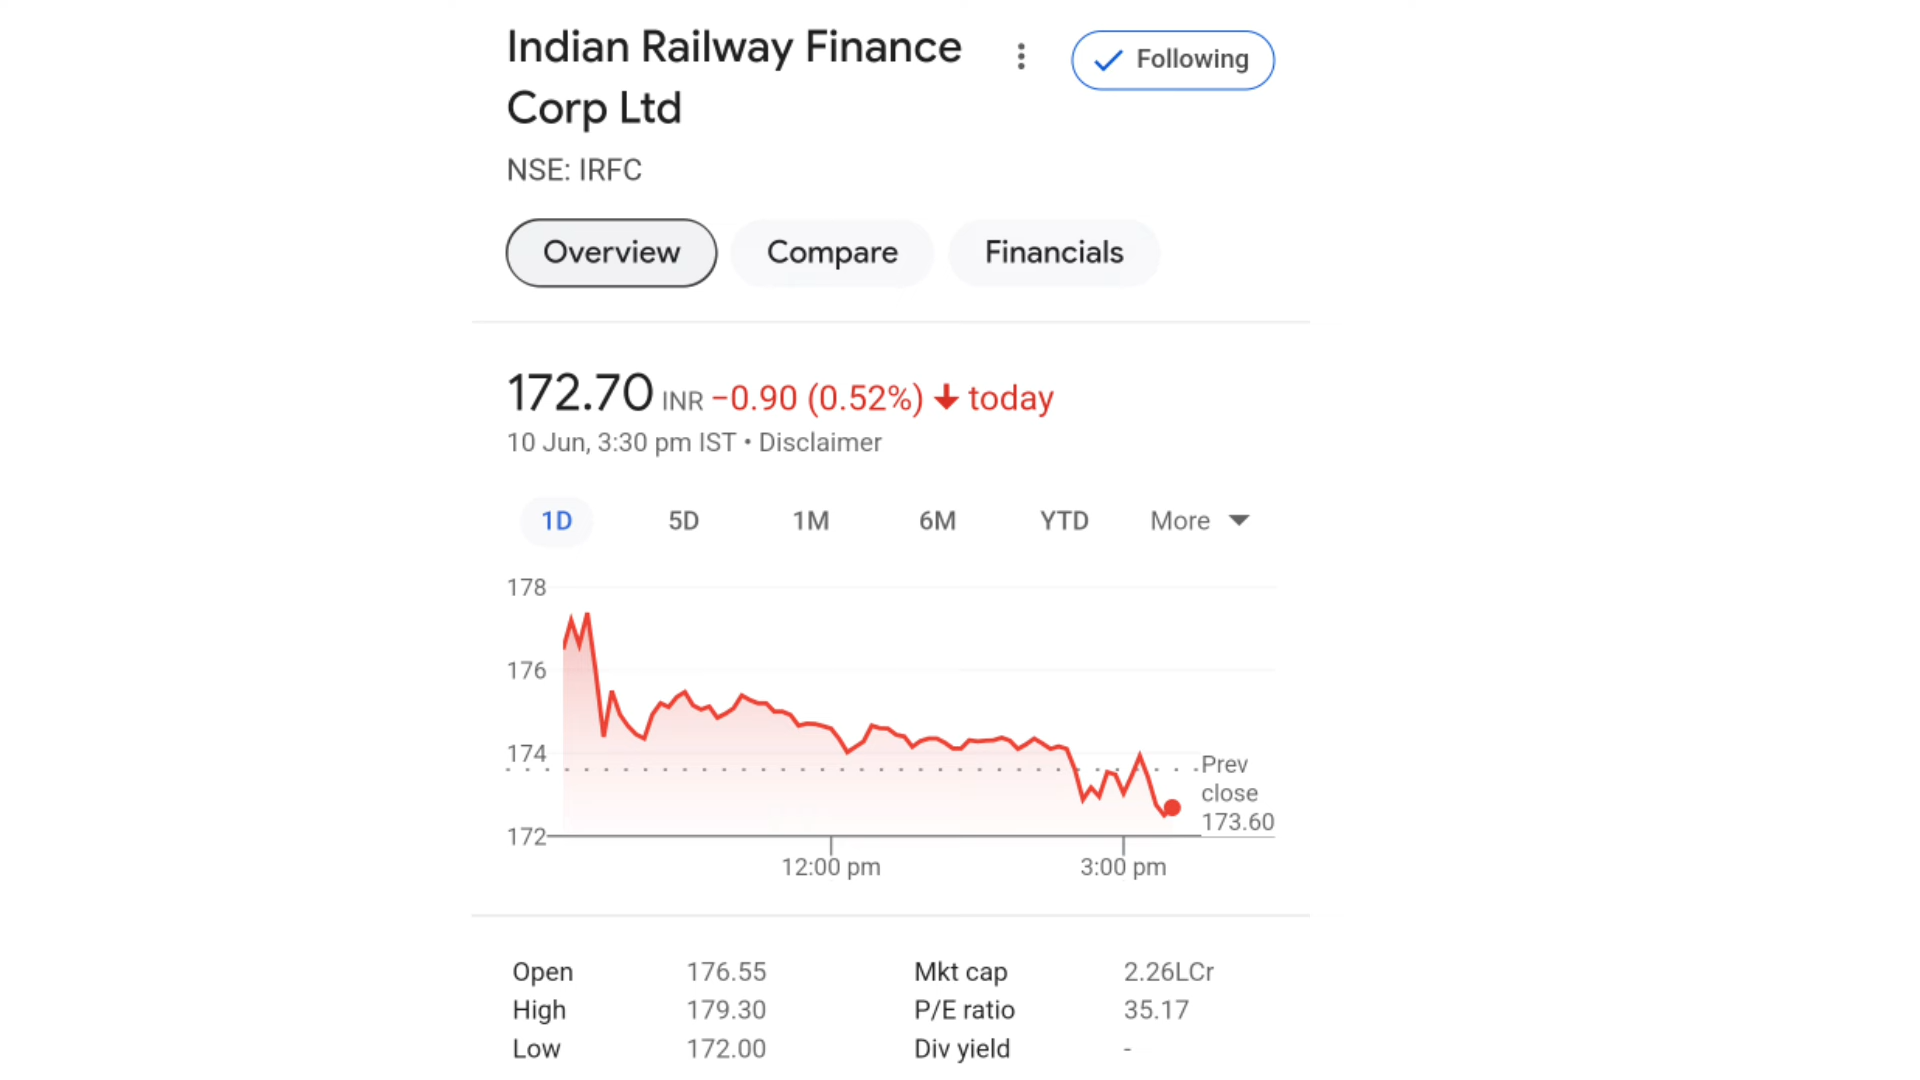 Indian Railway Finance
Corp Ltd
Following
NSE: IRFC
Overview Compare Financials
172.70 INR −0.90 (0.52%) today
10 Jun, 3:30 pm IST • Disclaimer
1D 5D 1M 6M YTD More
178
176
174
172
Prev
close
173.60
12:00 pm 3:00 pm
Open 176.55 Mkt cap 2.26LCr
High 179.30 P/E ratio 35.17
Low 172.00 Div yield -